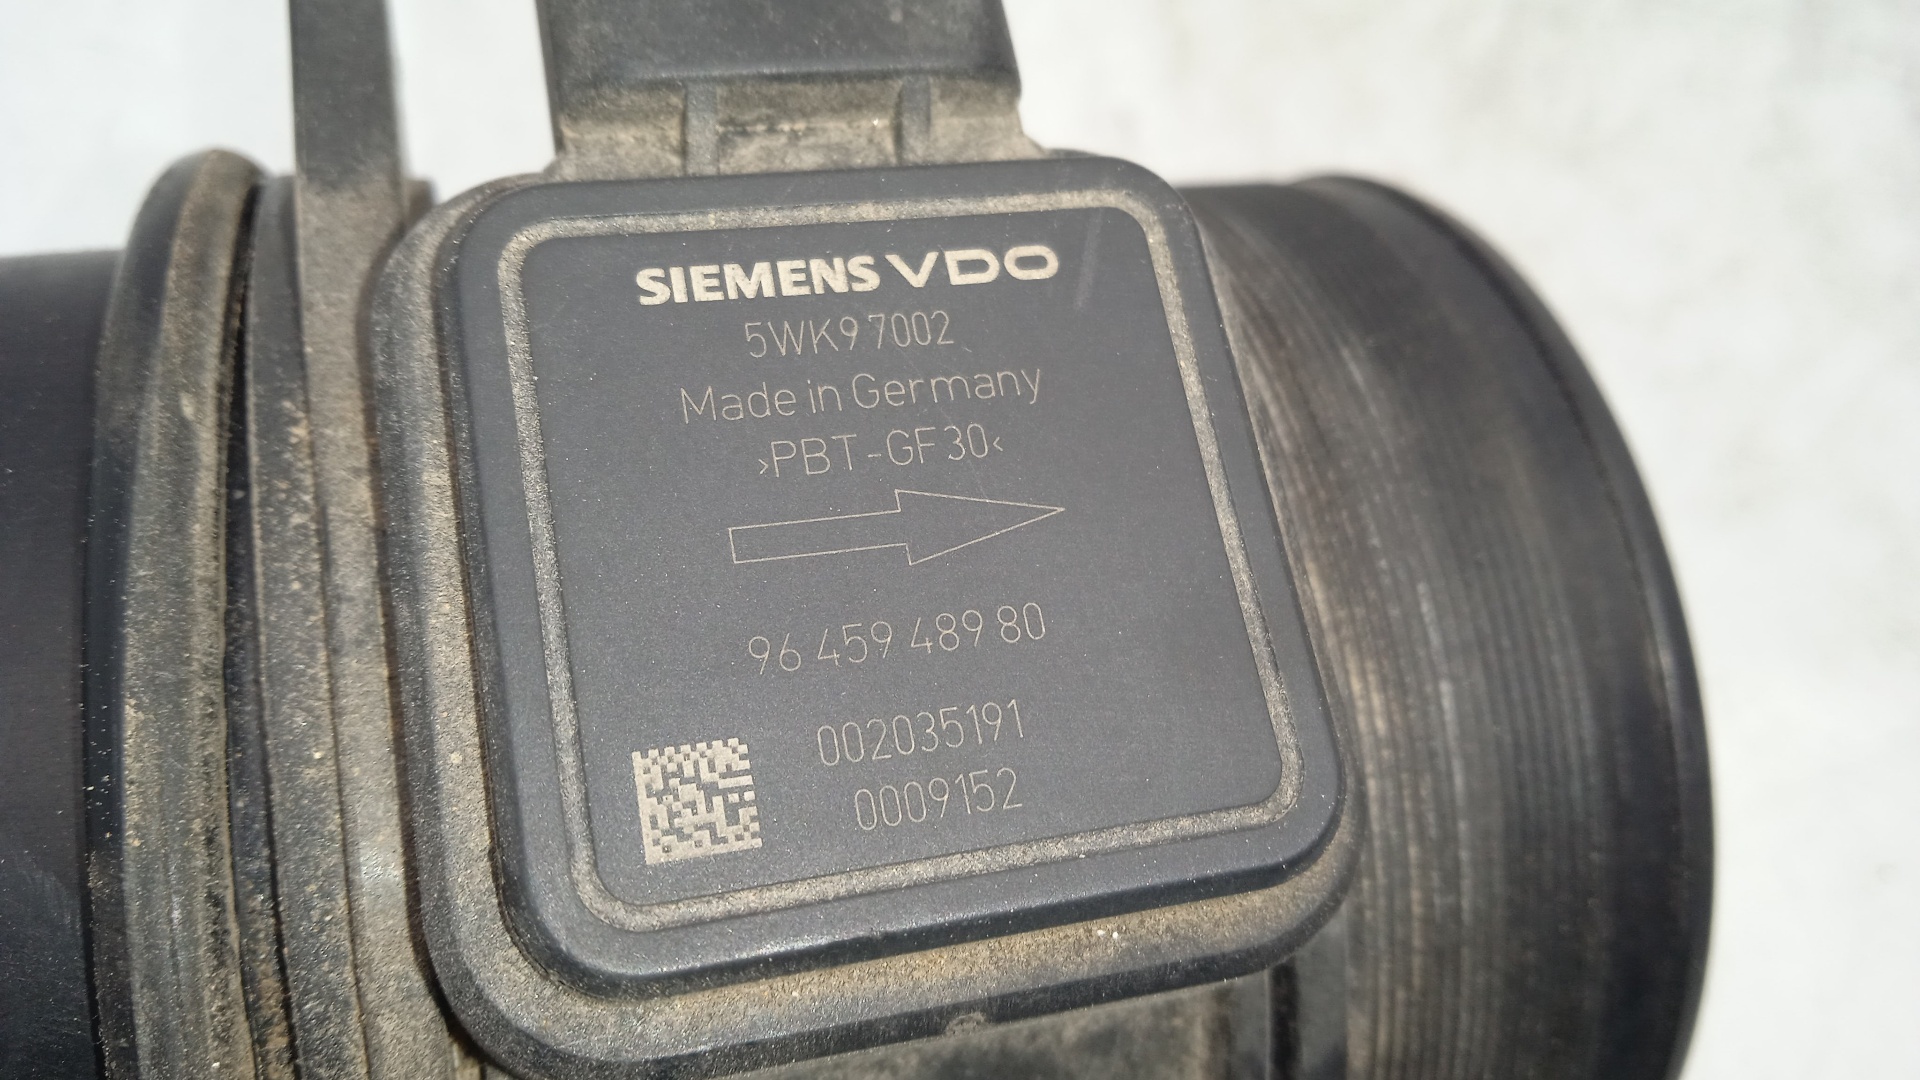 SIEMENS VDO
5WK9 7002
Made in Germany
>PBT-GF30<
96 459 489 80
002035191
0009152